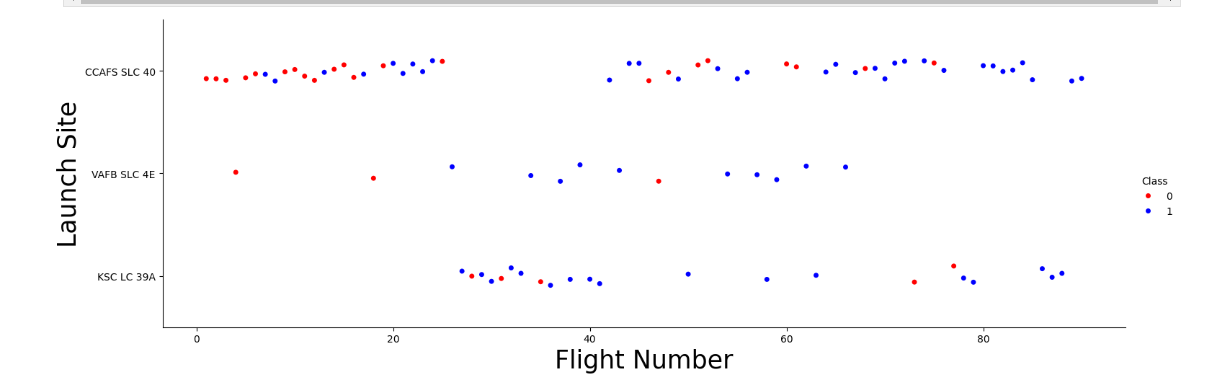 CCAFS SLC 40
VAFB SLC 4E
KSC LC 39A
Launch Site
0 20 40 60 80
Flight Number
Class
0
1